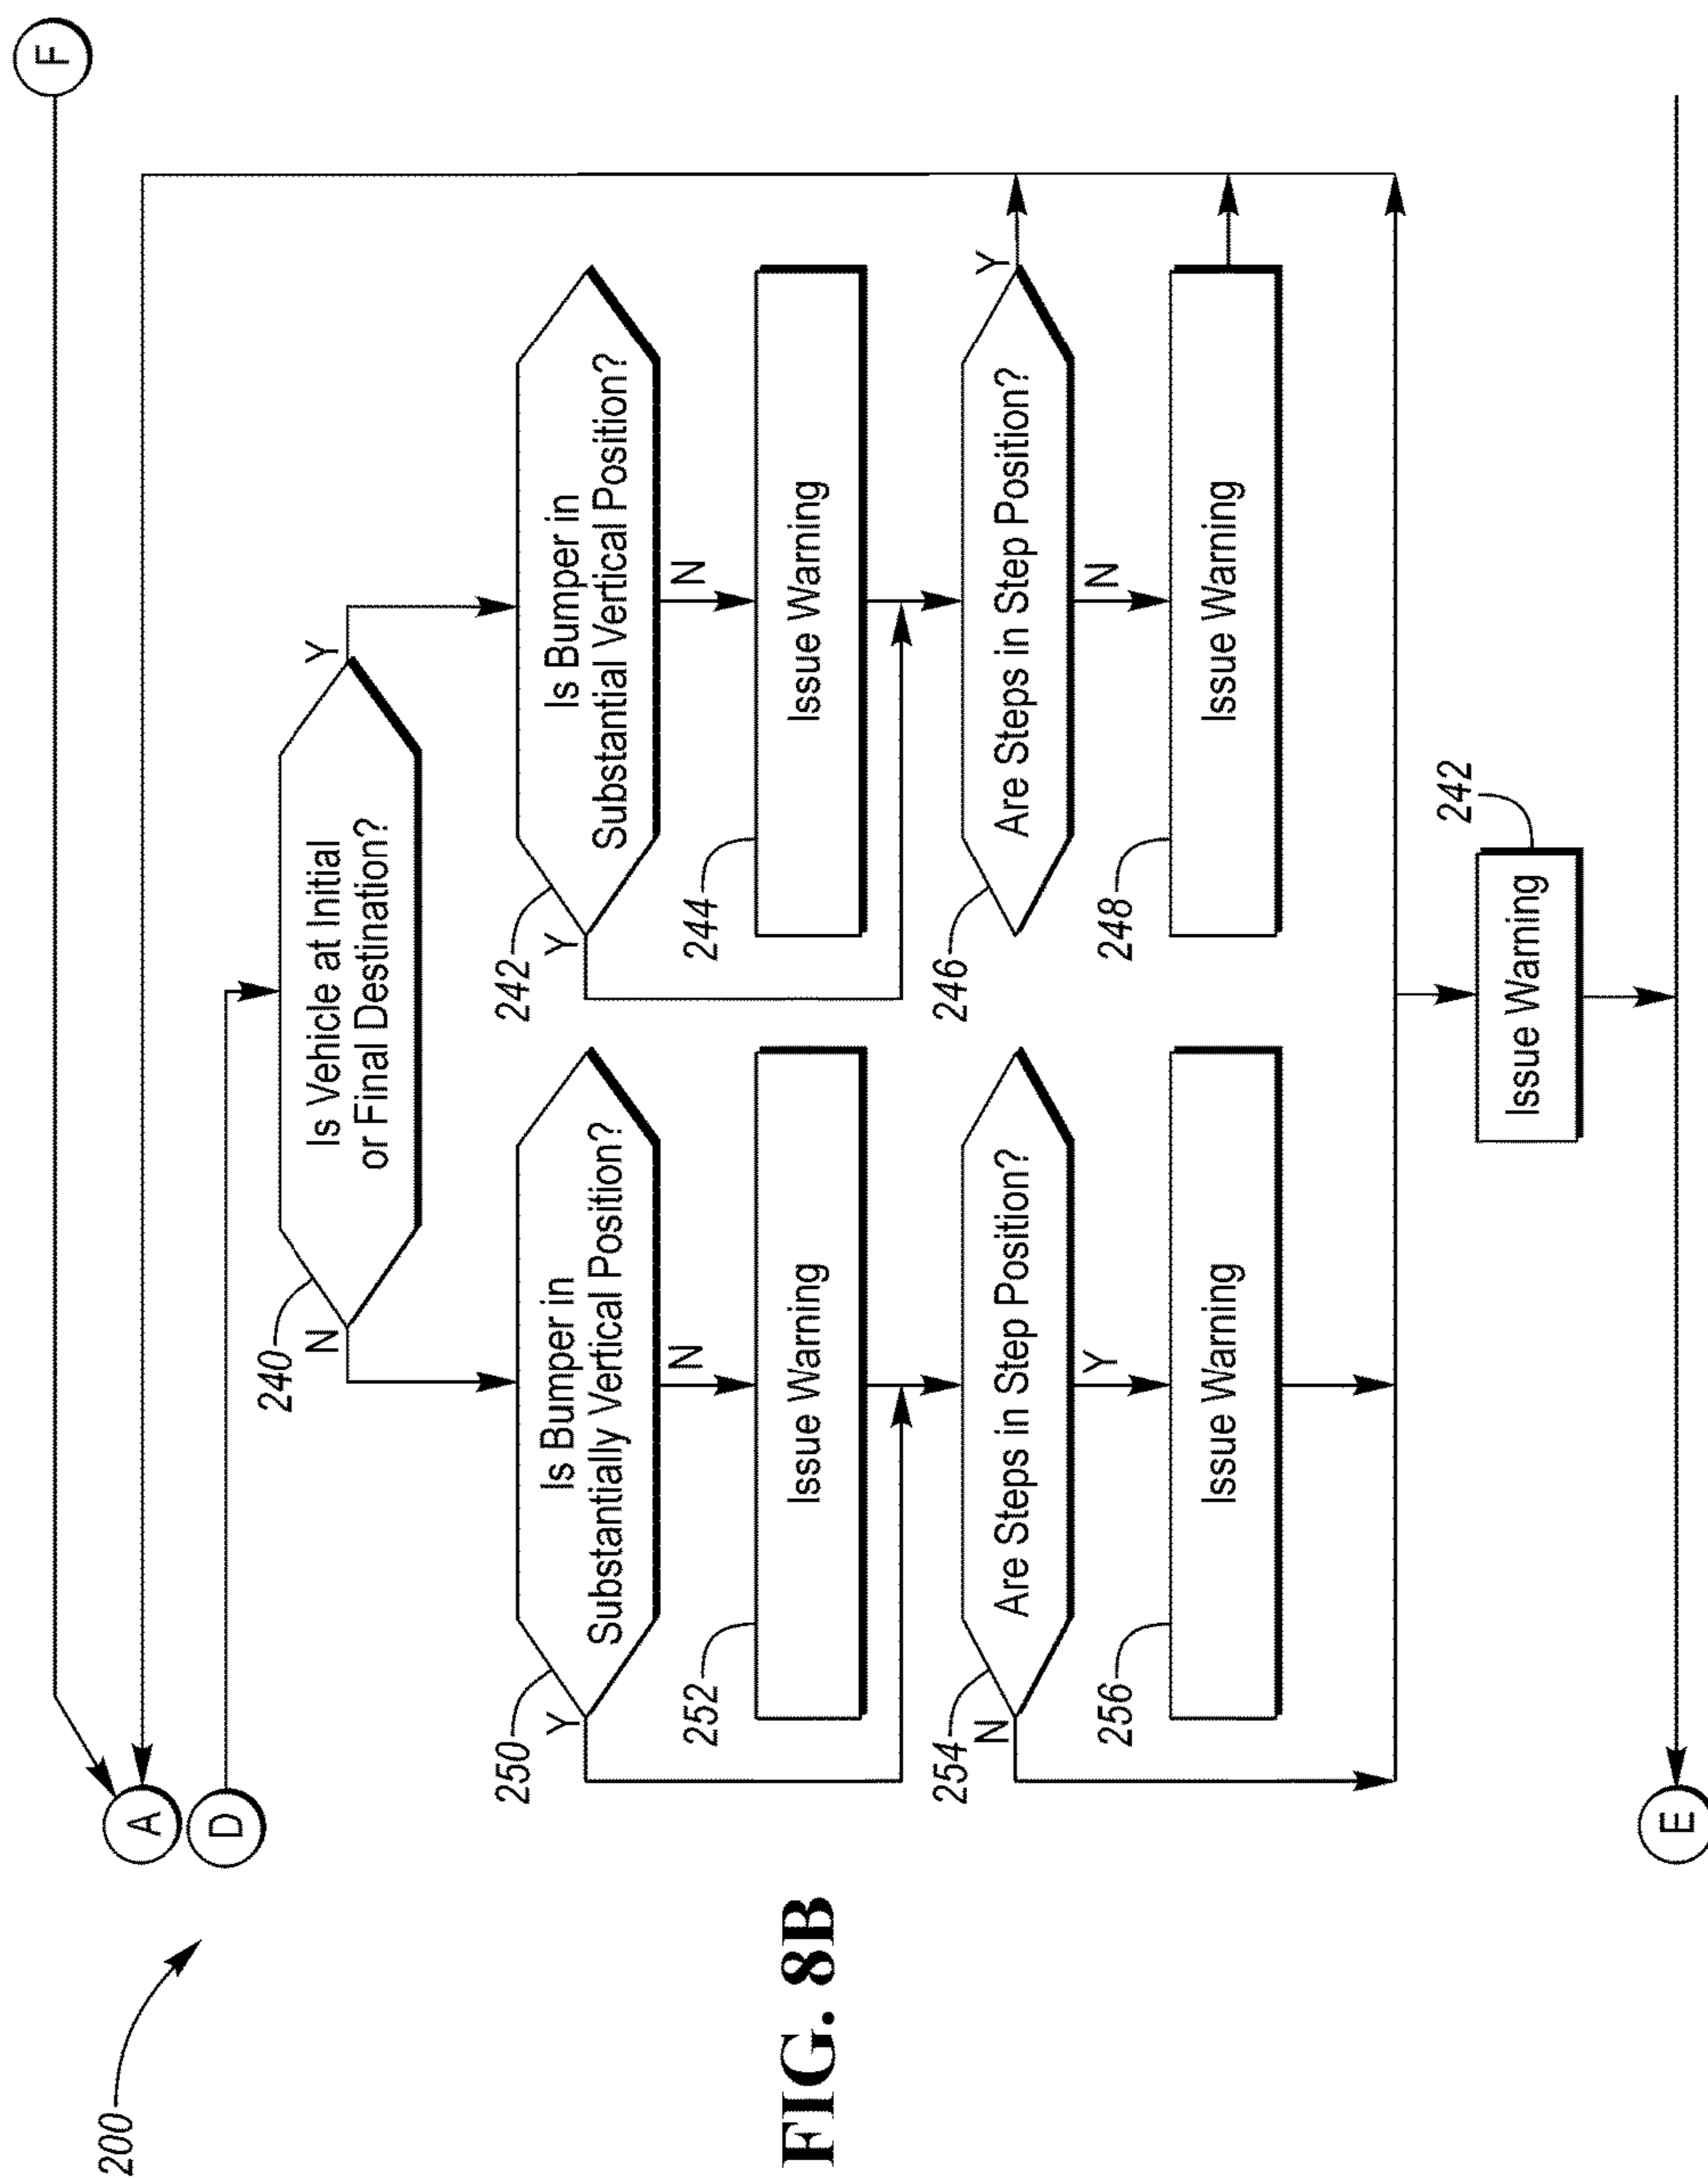 200
F
A
D
240
Is Vehicle at Initial
or Final Destination?
N
Y
250
Is Bumper in
Substantially Vertical Position?
Y
N
242
Is Bumper in
Substantial Vertical Position?
Y
N
252
Issue Warning
244
Issue Warning
254
Are Steps in Step Position?
N
Y
246
Are Steps in Step Position?
Y
N
256
Issue Warning
248
Issue Warning
Issue Warning
242
E
FIG. 8B